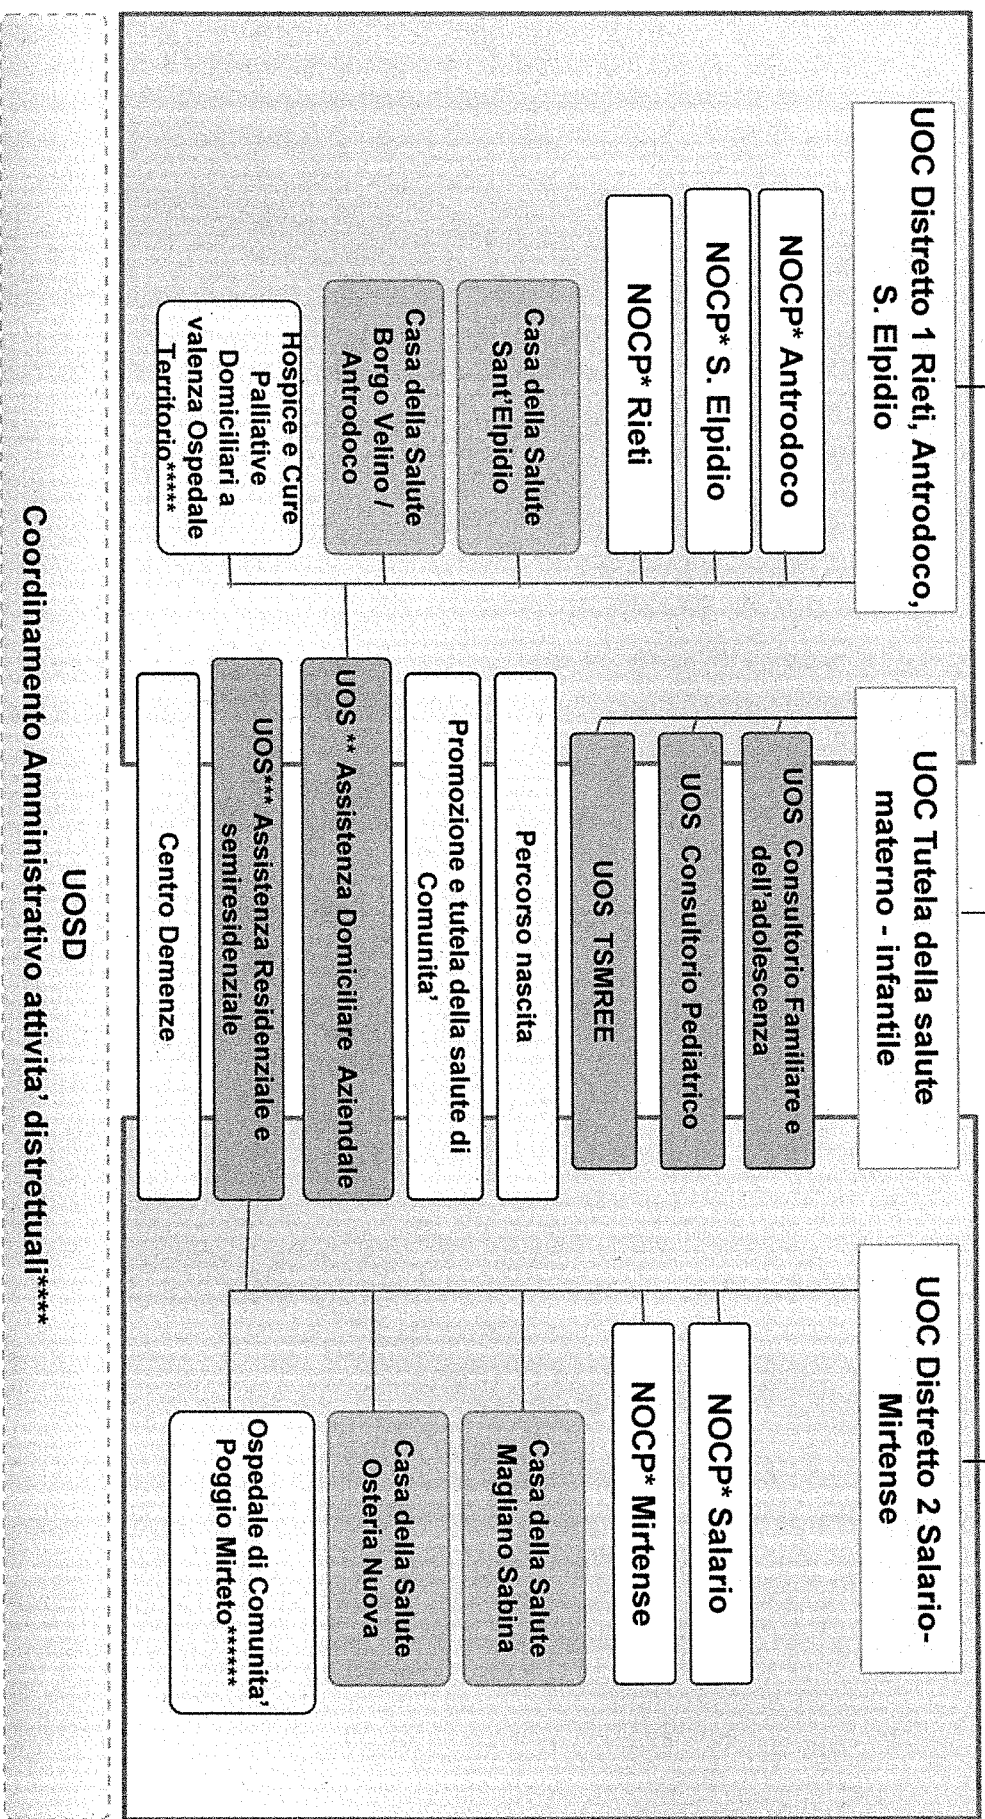 UOC Distretto 1 Rieti, Antrodoco,
S. Elpidio
NOCP* Antrodoco
NOCP* S. Elpidio
NOCP* Rieti
Casa della Salute
Sant'Elpidio
Casa della Salute
Borgo Velino /
Antrodoco
Hospice e Cure
Palliative
Domiciliari a
valenza Ospedale
Territorio*****
UOC Tutela della salute
materno - infantile
UOS Consultorio Familiare e
dell'adolescenza
UOS Consultorio Pediatrico
UOS TSMREE
Percorso nascita
Promozione e tutela della salute di
Comunita'
UOS ** Assistenza Domiciliare Aziendale
UOS*** Assistenza Residenziale e
semiresidenziale
Centro Demenze
UOC Distretto 2 Salario-
Mirtense
NOCP* Salario
NOCP* Mirtense
Casa della Salute
Magliano Sabina
Casa della Salute
Osteria Nuova
Ospedale di Comunita'
Poggio Mirteto******
UOSD
Coordinamento Amministrativo attivita' distrettuali****